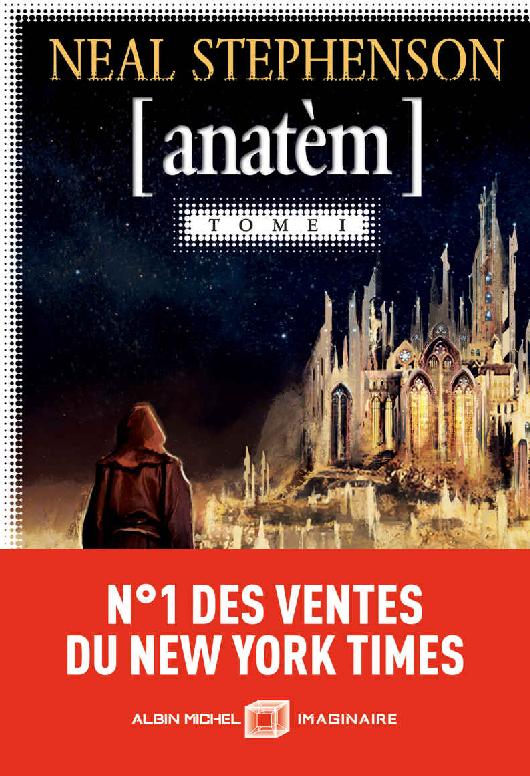 NEAL STEPHENSON
[anatèm]
TOME I
N°1 DES VENTES
DU NEW YORK TIMES
ALBIN MICHEL IMAGINAIRE